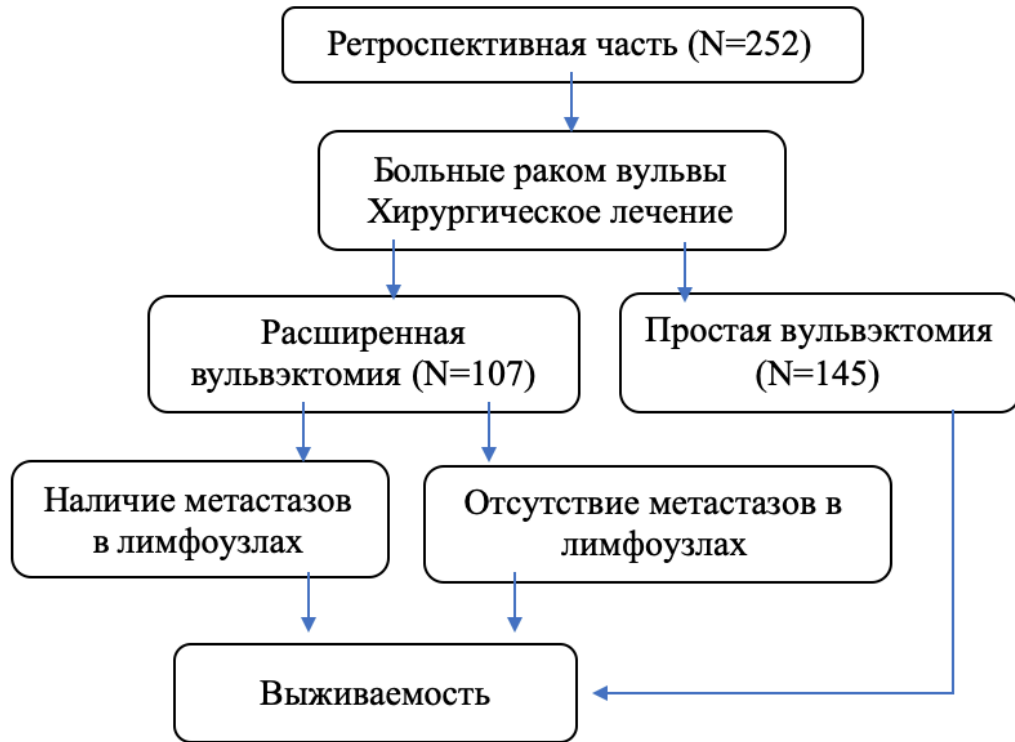 Ретроспективная часть (N=252)
Больные раком вульвы
Хирургическое лечение
Расширенная
вульвэктомия (N=107)
Простая вульвэктомия
(N=145)
Наличие метастазов
в лимфоузлах
Отсутствие метастазов в
лимфоузлах
Выживаемость